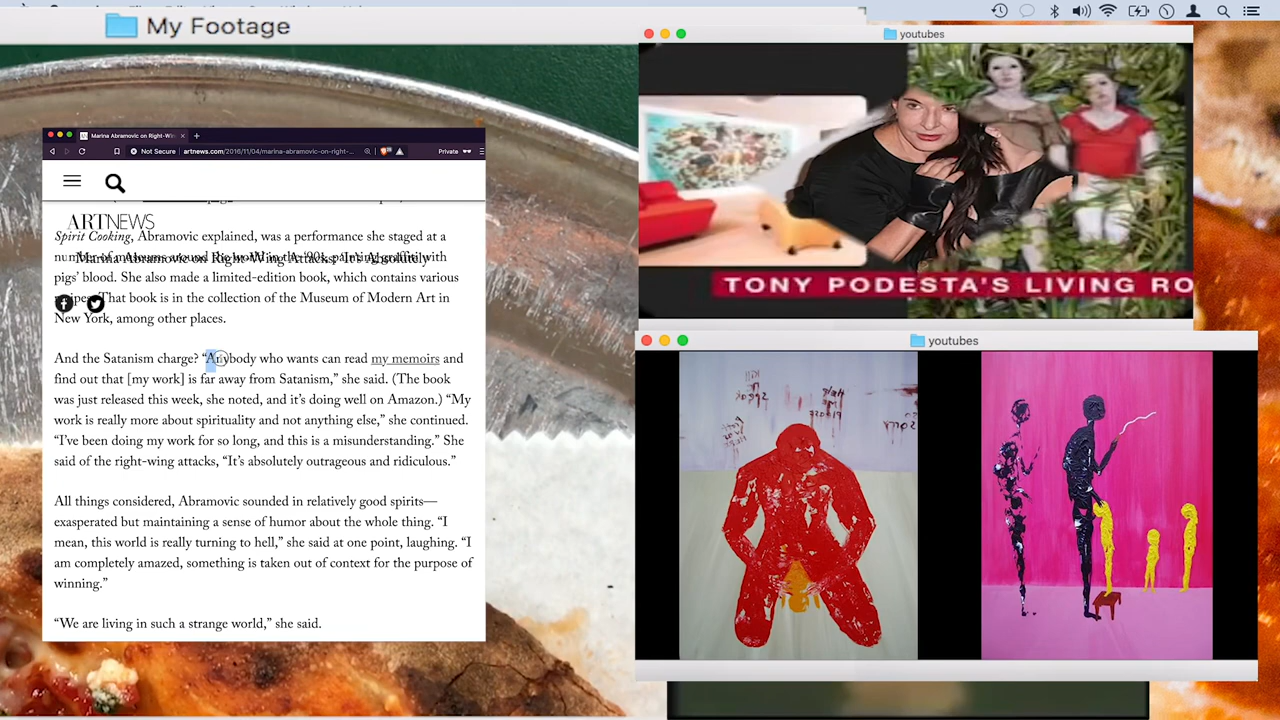 My Footage
youtubes
Marina Abramovic on Right-Win
Not Secure
artnews.com/2016/11/04/marina-abramovic-on-right-...
Private
ARTNEWS
Spirit Cooking, Abramovic explained, was a performance she staged at a
Marina Abramovic on Right-Wing Attacks: 'It's Absolutely
pigs' blood. She also made a limited-edition book, which contains various
That book is in the collection of the Museum of Modern Art in
New York, among other places.
And the Satanism charge? “Anybody who wants can read my memoirs and
find out that [my work] is far away from Satanism,” she said. (The book
was just released this week, she noted, and it’s doing well on Amazon.) “My
work is really more about spirituality and not anything else,” she continued.
“I’ve been doing my work for so long, and this is a misunderstanding.” She
said of the right-wing attacks, “It’s absolutely outrageous and ridiculous.”
All things considered, Abramovic sounded in relatively good spirits—
exasperated but maintaining a sense of humor about the whole thing. “I
mean, this world is really turning to hell,” she said at one point, laughing. “I
am completely amazed, something is taken out of context for the purpose of
winning.”
“We are living in such a strange world,” she said.
TONY PODESTA'S LIVING RO
youtubes